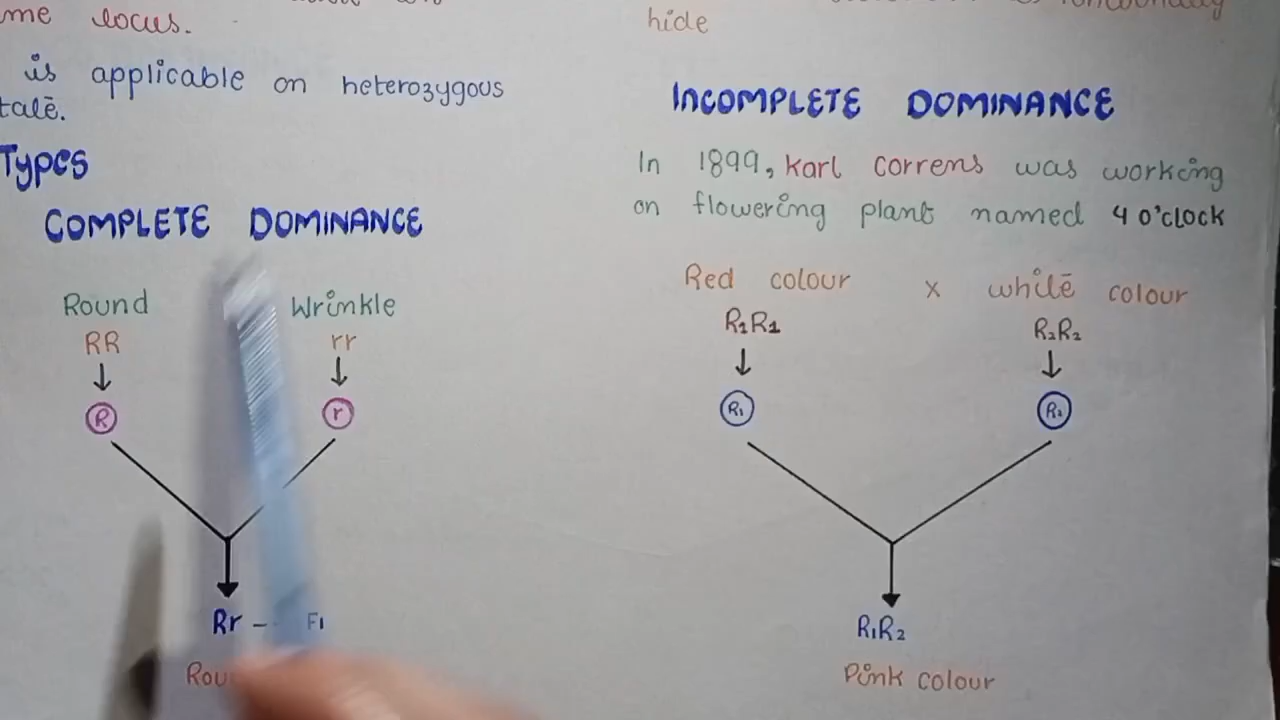 me locus.
is applicable on heterozygous
tatē.
Types
COMPLETE DOMINANCE
Round Wrinkle
RR rr
R r
Rr - F1
hide
INCOMPLETE DOMINANCE
In 1899, Karl Correns was working
on flowering plant named 4 o'clock
Red colour x white colour
R1R1 R2R2
R1 R2
R1R2
Pink colour